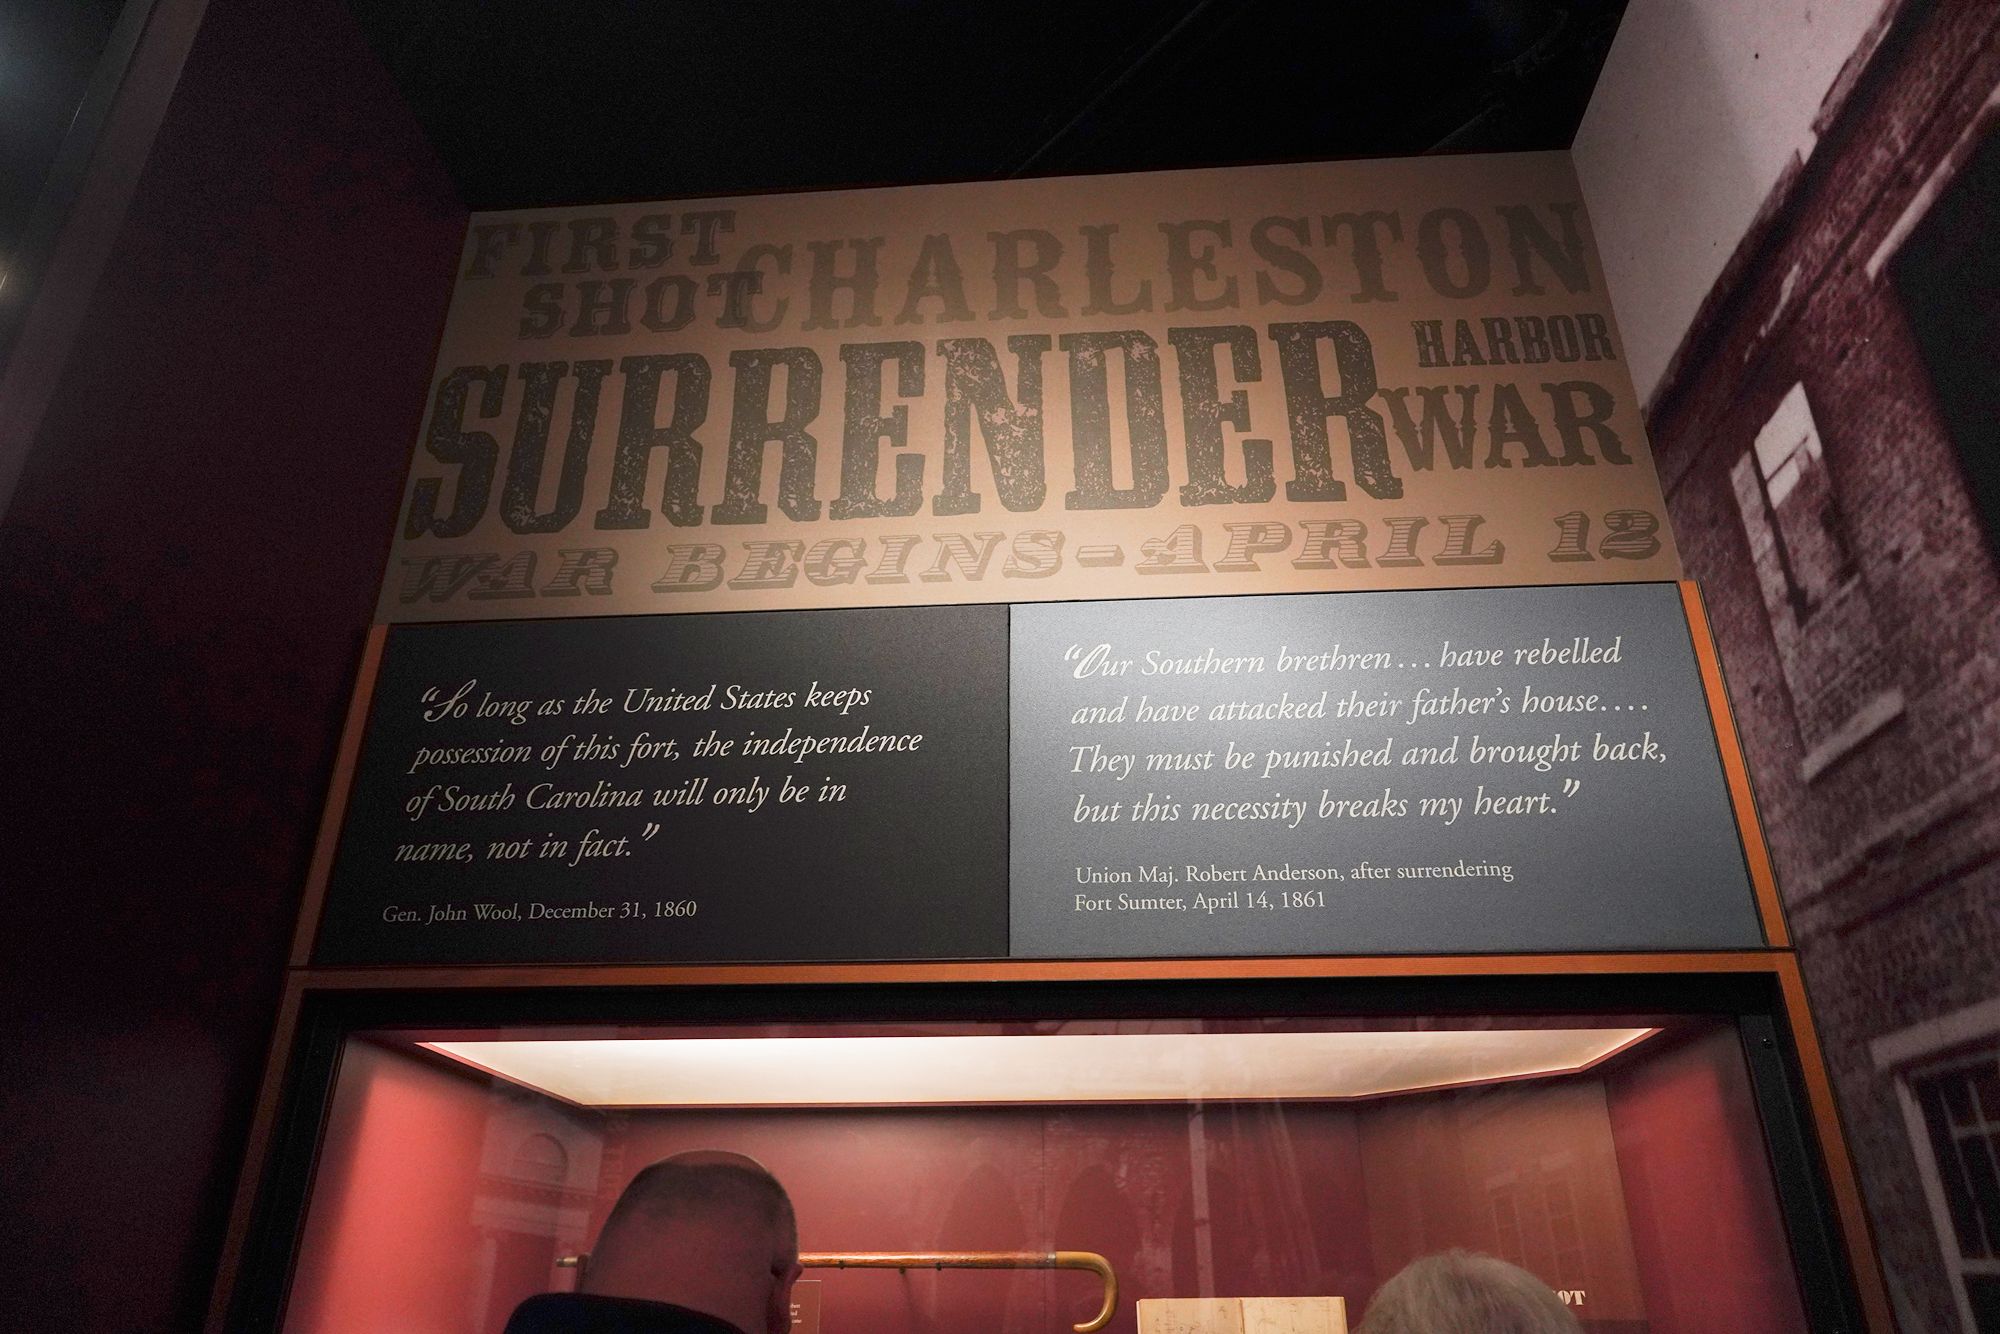 FIRST
SHOT
CHARLESTON
HARBOR
SURRENDER
WAR
WAR BEGINS-APRIL 12
“So long as the United States keeps
possession of this fort, the independence
of South Carolina will only be in
name, not in fact.”
Gen. John Wool, December 31, 1860
“Our Southern brethren... have rebelled
and have attacked their father’s house....
They must be punished and brought back,
but this necessity breaks my heart.”
Union Maj. Robert Anderson, after surrendering
Fort Sumter, April 14, 1861